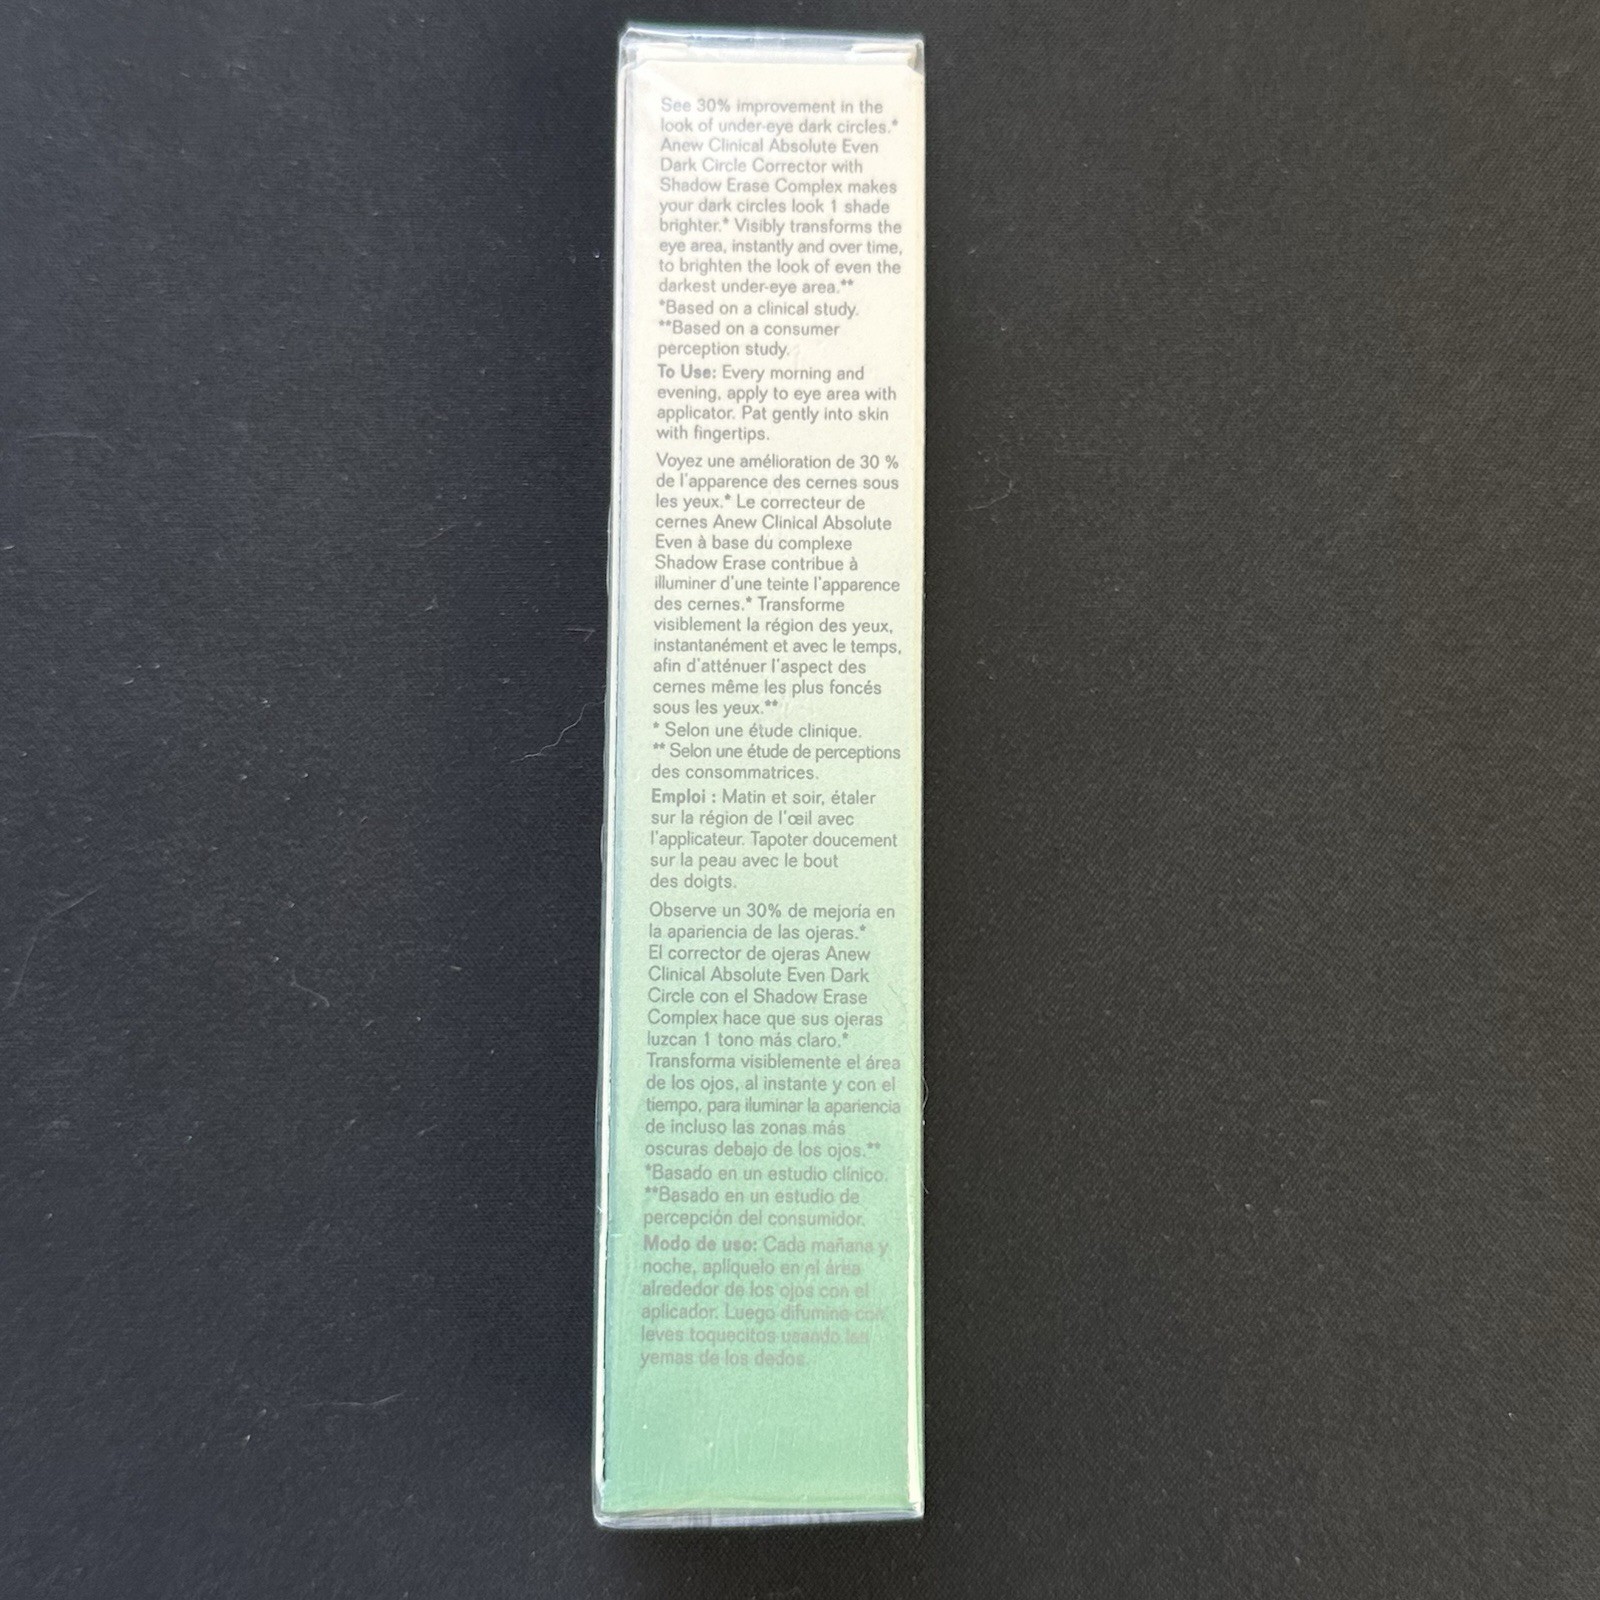 See 30% improvement in the
look of under-eye dark circles.*
Anew Clinical Absolute Even
Dark Circle Corrector with
Shadow Erase Complex makes
your dark circles look 1 shade
brighter.* Visibly transforms the
eye area, instantly and over time,
to brighten the look of even the
darkest under-eye area.**
*Based on a clinical study.
**Based on a consumer
perception study.
To Use: Every morning and
evening, apply to eye area with
applicator. Pat gently into skin
with fingertips.
Voyez une amélioration de 30 %
de l'apparence des cernes sous
les yeux.* Le correcteur de
cernes Anew Clinical Absolute
Even à base du complexe
Shadow Erase contribue à
illuminer d'une teinte l'apparence
des cernes.* Transforme
visiblement la région des yeux,
instantanément et avec le temps,
afin d'atténuer l'aspect des
cernes même les plus foncés
sous les yeux.**
* Selon une étude clinique.
** Selon une étude de perceptions
des consommatrices.
Emploi : Matin et soir, étaler
sur la région de l'œil avec
l'applicateur. Tapoter doucement
sur la peau avec le bout
des doigts.
Observe un 30% de mejoría en
la apariencia de las ojeras.*
El corrector de ojeras Anew
Clinical Absolute Even Dark
Circle con el Shadow Erase
Complex hace que sus ojeras
luzcan 1 tono más claro.*
Transforma visiblemente el área
de los ojos, al instante y con el
tiempo, para iluminar la apariencia
de incluso las zonas más
oscuras debajo de los ojos.**
*Basado en un estudio clínico.
**Basado en un estudio de
percepción del consumidor.
Modo de uso: Cada mañana y
noche, aplíquelo en el área
alrededor de los ojos con el
aplicador. Luego difumine con
leves toquecitos usando las
yemas de los dedos.